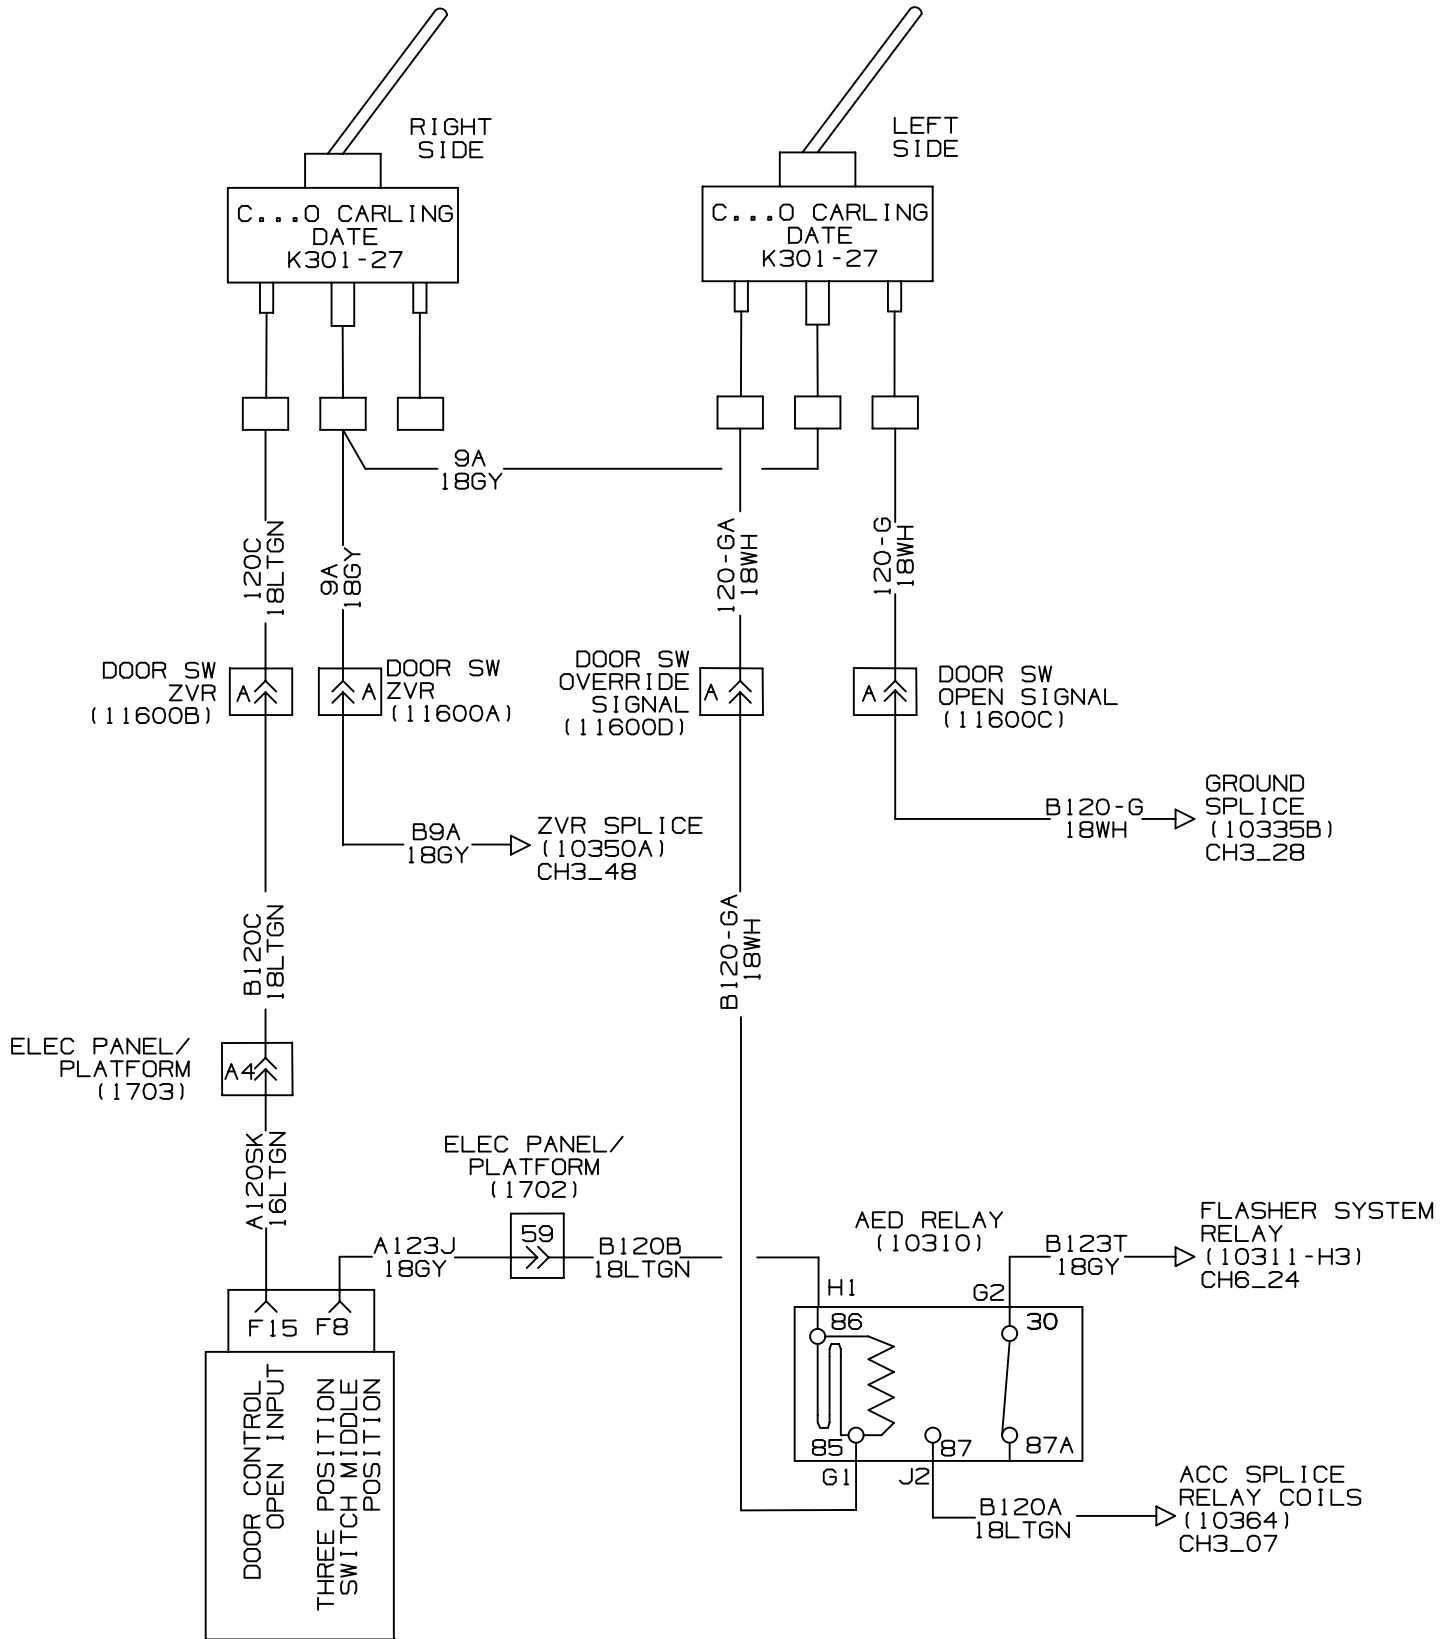 RIGHT
SIDE
LEFT
SIDE
C...O CARLING
DATE
K301-27
C...O CARLING
DATE
K301-27
9A
18GY
120C
18LTGN
9A
18GY
120-GA
18WH
120-G
18WH
DOOR SW
ZVR
(11600B)
A
A
DOOR SW
ZVR
(11600A)
DOOR SW
OVERRIDE
SIGNAL
(11600D)
A
A
DOOR SW
OPEN SIGNAL
(11600C)
B9A
18GY
ZVR SPLICE
(10350A)
CH3_48
B120-G
18WH
GROUND
SPLICE
(10335B)
CH3_28
B120C
18LTGN
B120-GA
18WH
ELEC PANEL/
PLATFORM
(1703)
A4
A120SK
16LTGN
ELEC PANEL/
PLATFORM
(1702)
59
A123J
18GY
B120B
18LTGN
AED RELAY
(10310)
B123T
18GY
FLASHER SYSTEM
RELAY
(10311-H3)
CH6_24
H1
G2
86
30
F15
F8
85
87
87A
G1
J2
DOOR CONTROL
OPEN INPUT
THREE POSITION
SWITCH MIDDLE
POSITION
B120A
18LTGN
ACC SPLICE
RELAY COILS
(10364)
CH3_07